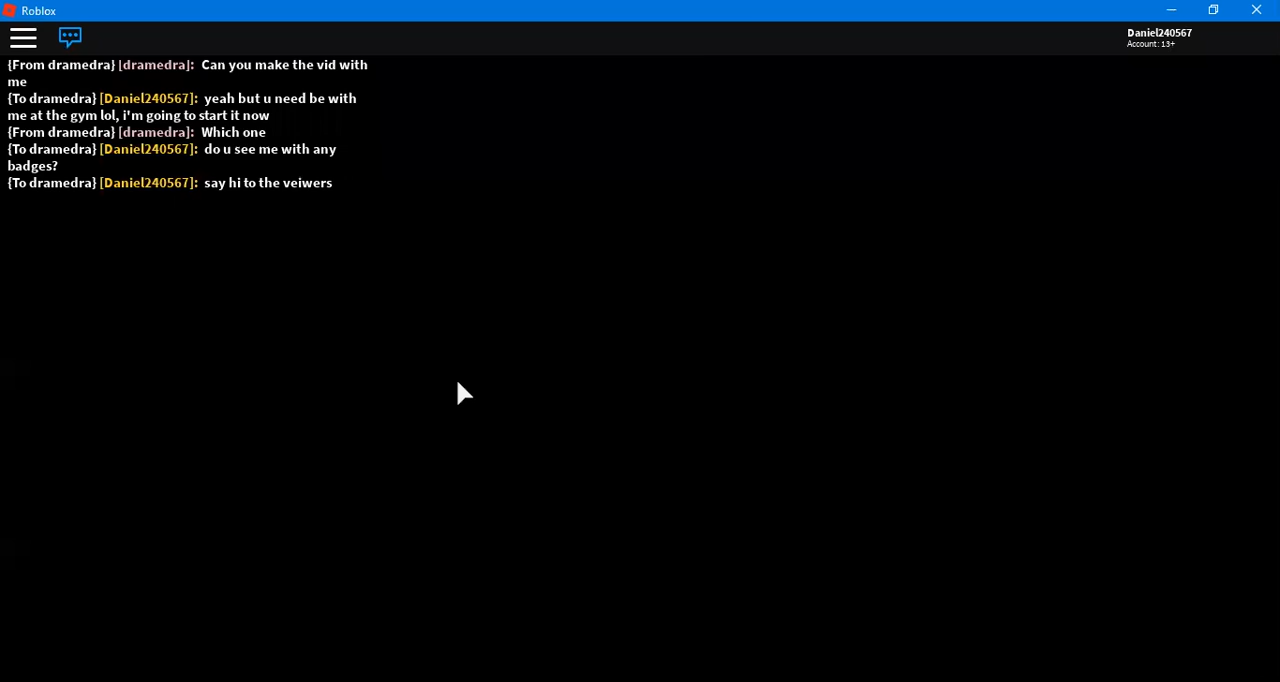 Roblox
Daniel240567
Account: 13+
{From dramedra} [dramedra]: Can you make the vid with
me
{To dramedra} [Daniel240567]: yeah but u need be with
me at the gym lol, i'm going to start it now
{From dramedra} [dramedra]: Which one
{To dramedra} [Daniel240567]: do u see me with any
badges?
{To dramedra} [Daniel240567]: say hi to the veiwers